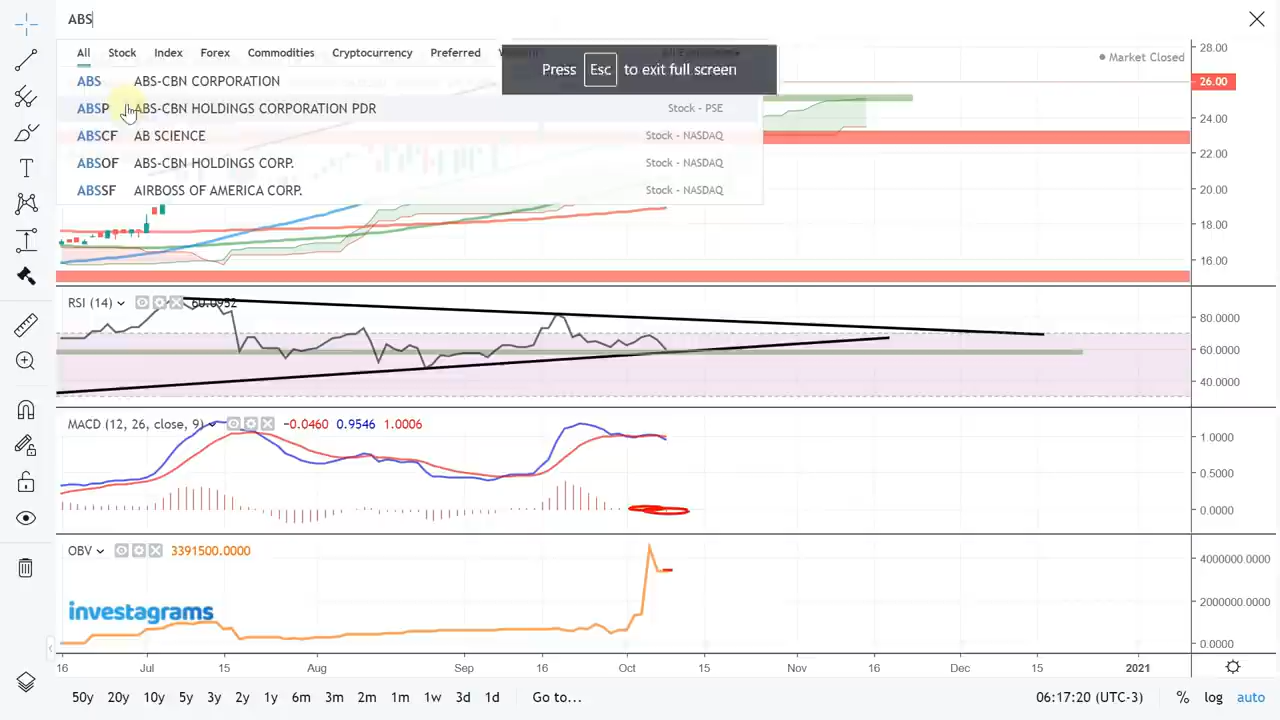 ABS
All Stock Index Forex Commodities Cryptocurrency Preferred
Press Esc to exit full screen
ABS ABS-CBN CORPORATION
ABSP ABS-CBN HOLDINGS CORPORATION PDR Stock - PSE
ABSCF AB SCIENCE Stock - NASDAQ
ABSOF ABS-CBN HOLDINGS CORP. Stock - NASDAQ
ABSSF AIRBOSS OF AMERICA CORP. Stock - NASDAQ
Market Closed
28.00
26.00
24.00
22.00
20.00
18.00
16.00
RSI (14) 60.0952
80.0000
60.0000
40.0000
MACD (12, 26, close, 9) −0.0460 0.9546 1.0006
1.0000
0.5000
0.0000
OBV 3391500.0000
4000000.0000
2000000.0000
0.0000
investagrams
16 Jul 15 Aug Sep 16 Oct 15 Nov 16 Dec 15 2021
50y 20y 10y 5y 3y 2y 1y 6m 3m 2m 1m 1w 3d 1d Go to...
06:17:20 (UTC-3) % log auto